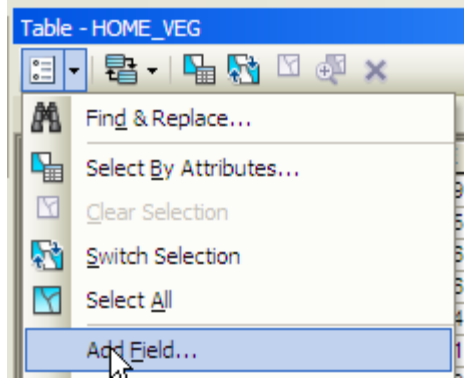 Table - HOME_VEG
Find & Replace...
Select By Attributes...
Clear Selection
Switch Selection
Select All
Add Field...